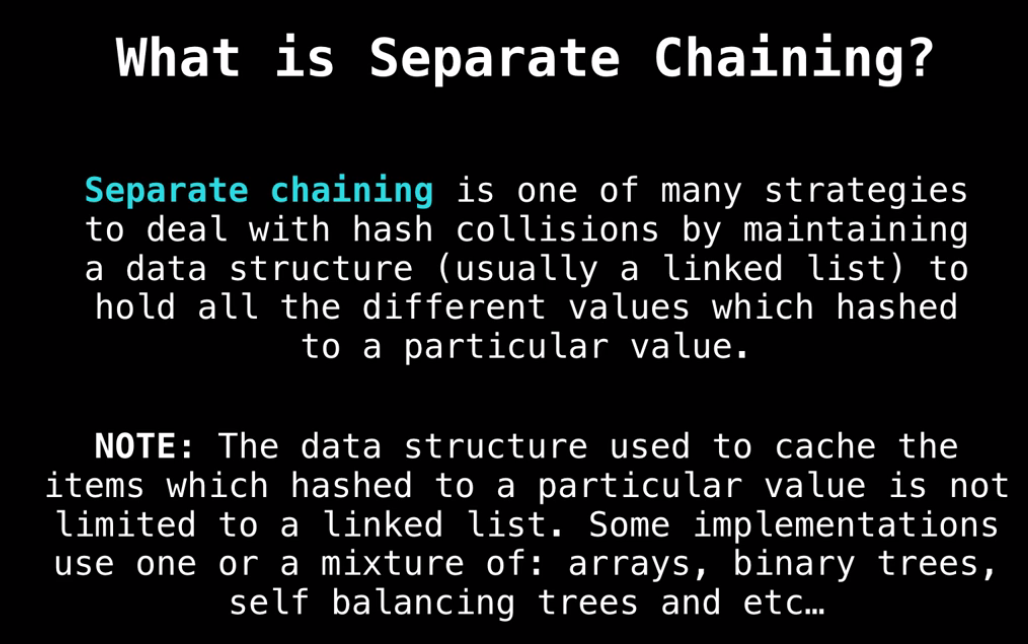 What is Separate Chaining?
Separate chaining is one of many strategies
to deal with hash collisions by maintaining
a data structure (usually a linked list) to
hold all the different values which hashed
to a particular value.
NOTE: The data structure used to cache the
items which hashed to a particular value is not
limited to a linked list. Some implementations
use one or a mixture of: arrays, binary trees,
self balancing trees and etc…